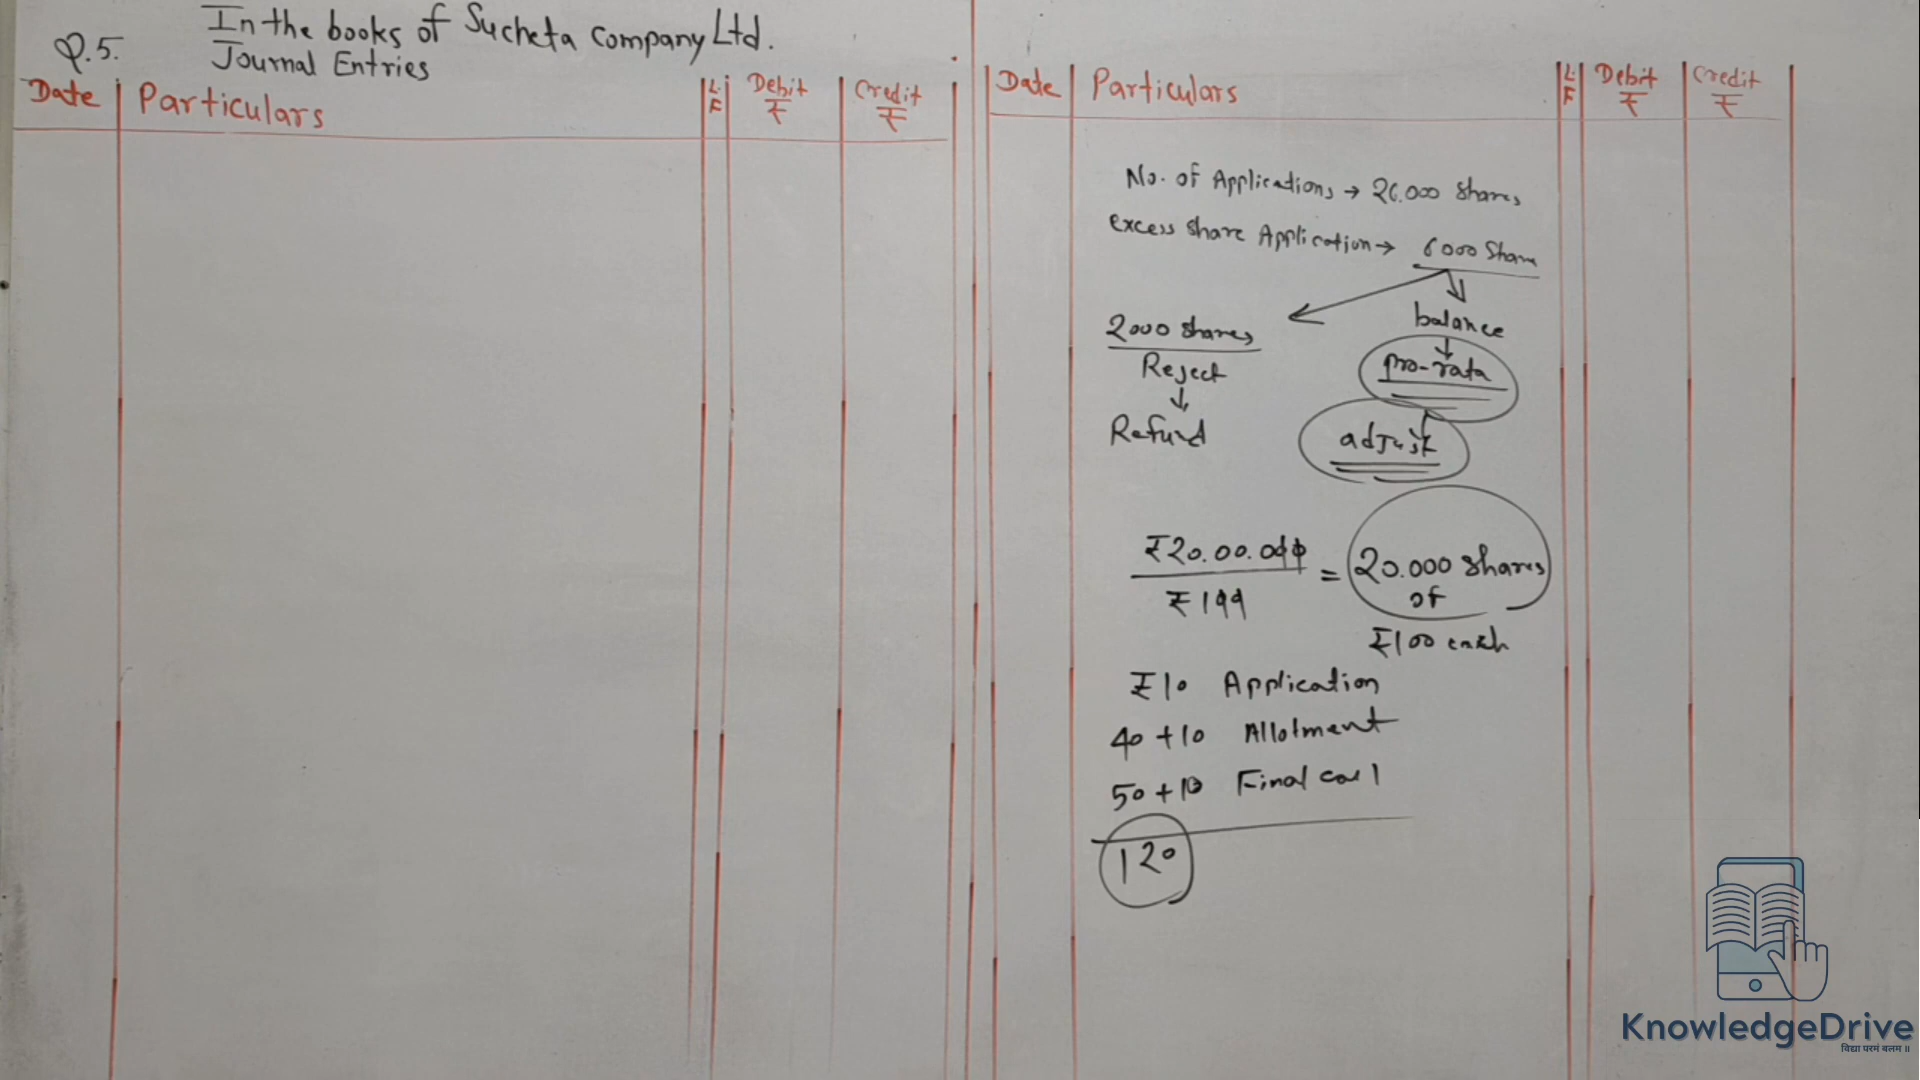 Q.5. In the books of Sucheta company Ltd.
Journal Entries
Date Particulars L.F Debit ₹ Credit ₹
Date Particulars L.F Debit ₹ Credit ₹
No. of Applications → 26.000 shares
excess share Application → 6000 Share
2000 shares
Reject
Refund
balance
pro-rata
adjust
₹20.00.000 = 20.000 shares
₹100
of
₹100 each
₹10 Application
40 + 10 Allotment
50 + 10 Final call
120
KnowledgeDrive
विद्या परमं बलम ॥